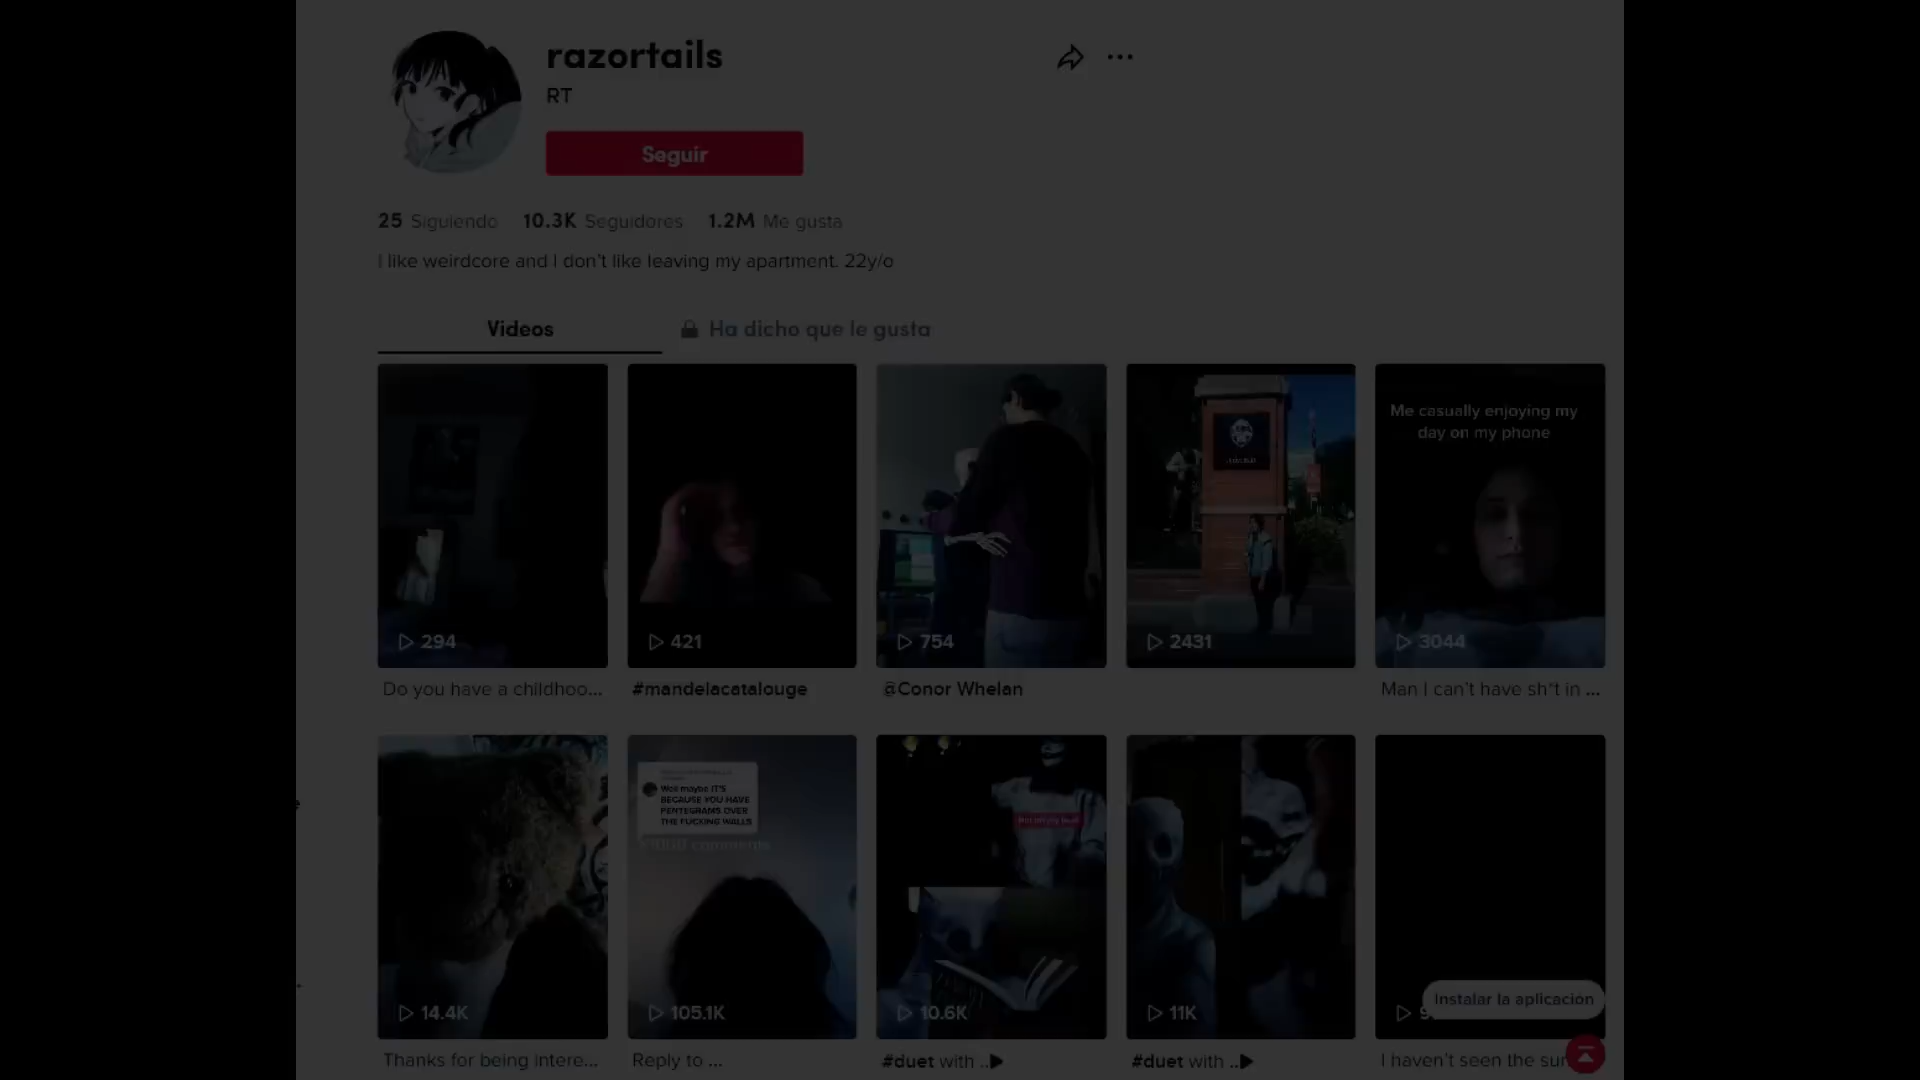 razortails
RT
Seguir
25 Siguiendo 10.3K Seguidores 1.2M Me gusta
I like weirdcore and I don't like leaving my apartment. 22y/o
Videos
Ha dicho que le gusta
Me casually enjoying my
day on my phone
294
421
754
2431
3044
Do you have a childhoo...
#mandelacatalouge
@Conor Whelan
Man I can't have sh*t in ...
Well maybe IT'S
BECAUSE YOU HAVE
PENTEGRAMS OVER
THE FUCKING WALLS
comments
14.4K
105.1K
10.6K
11K
9
Instalar la aplicación
Thanks for being intere...
Reply to ...
#duet with ..
#duet with ..
I haven't seen the sun